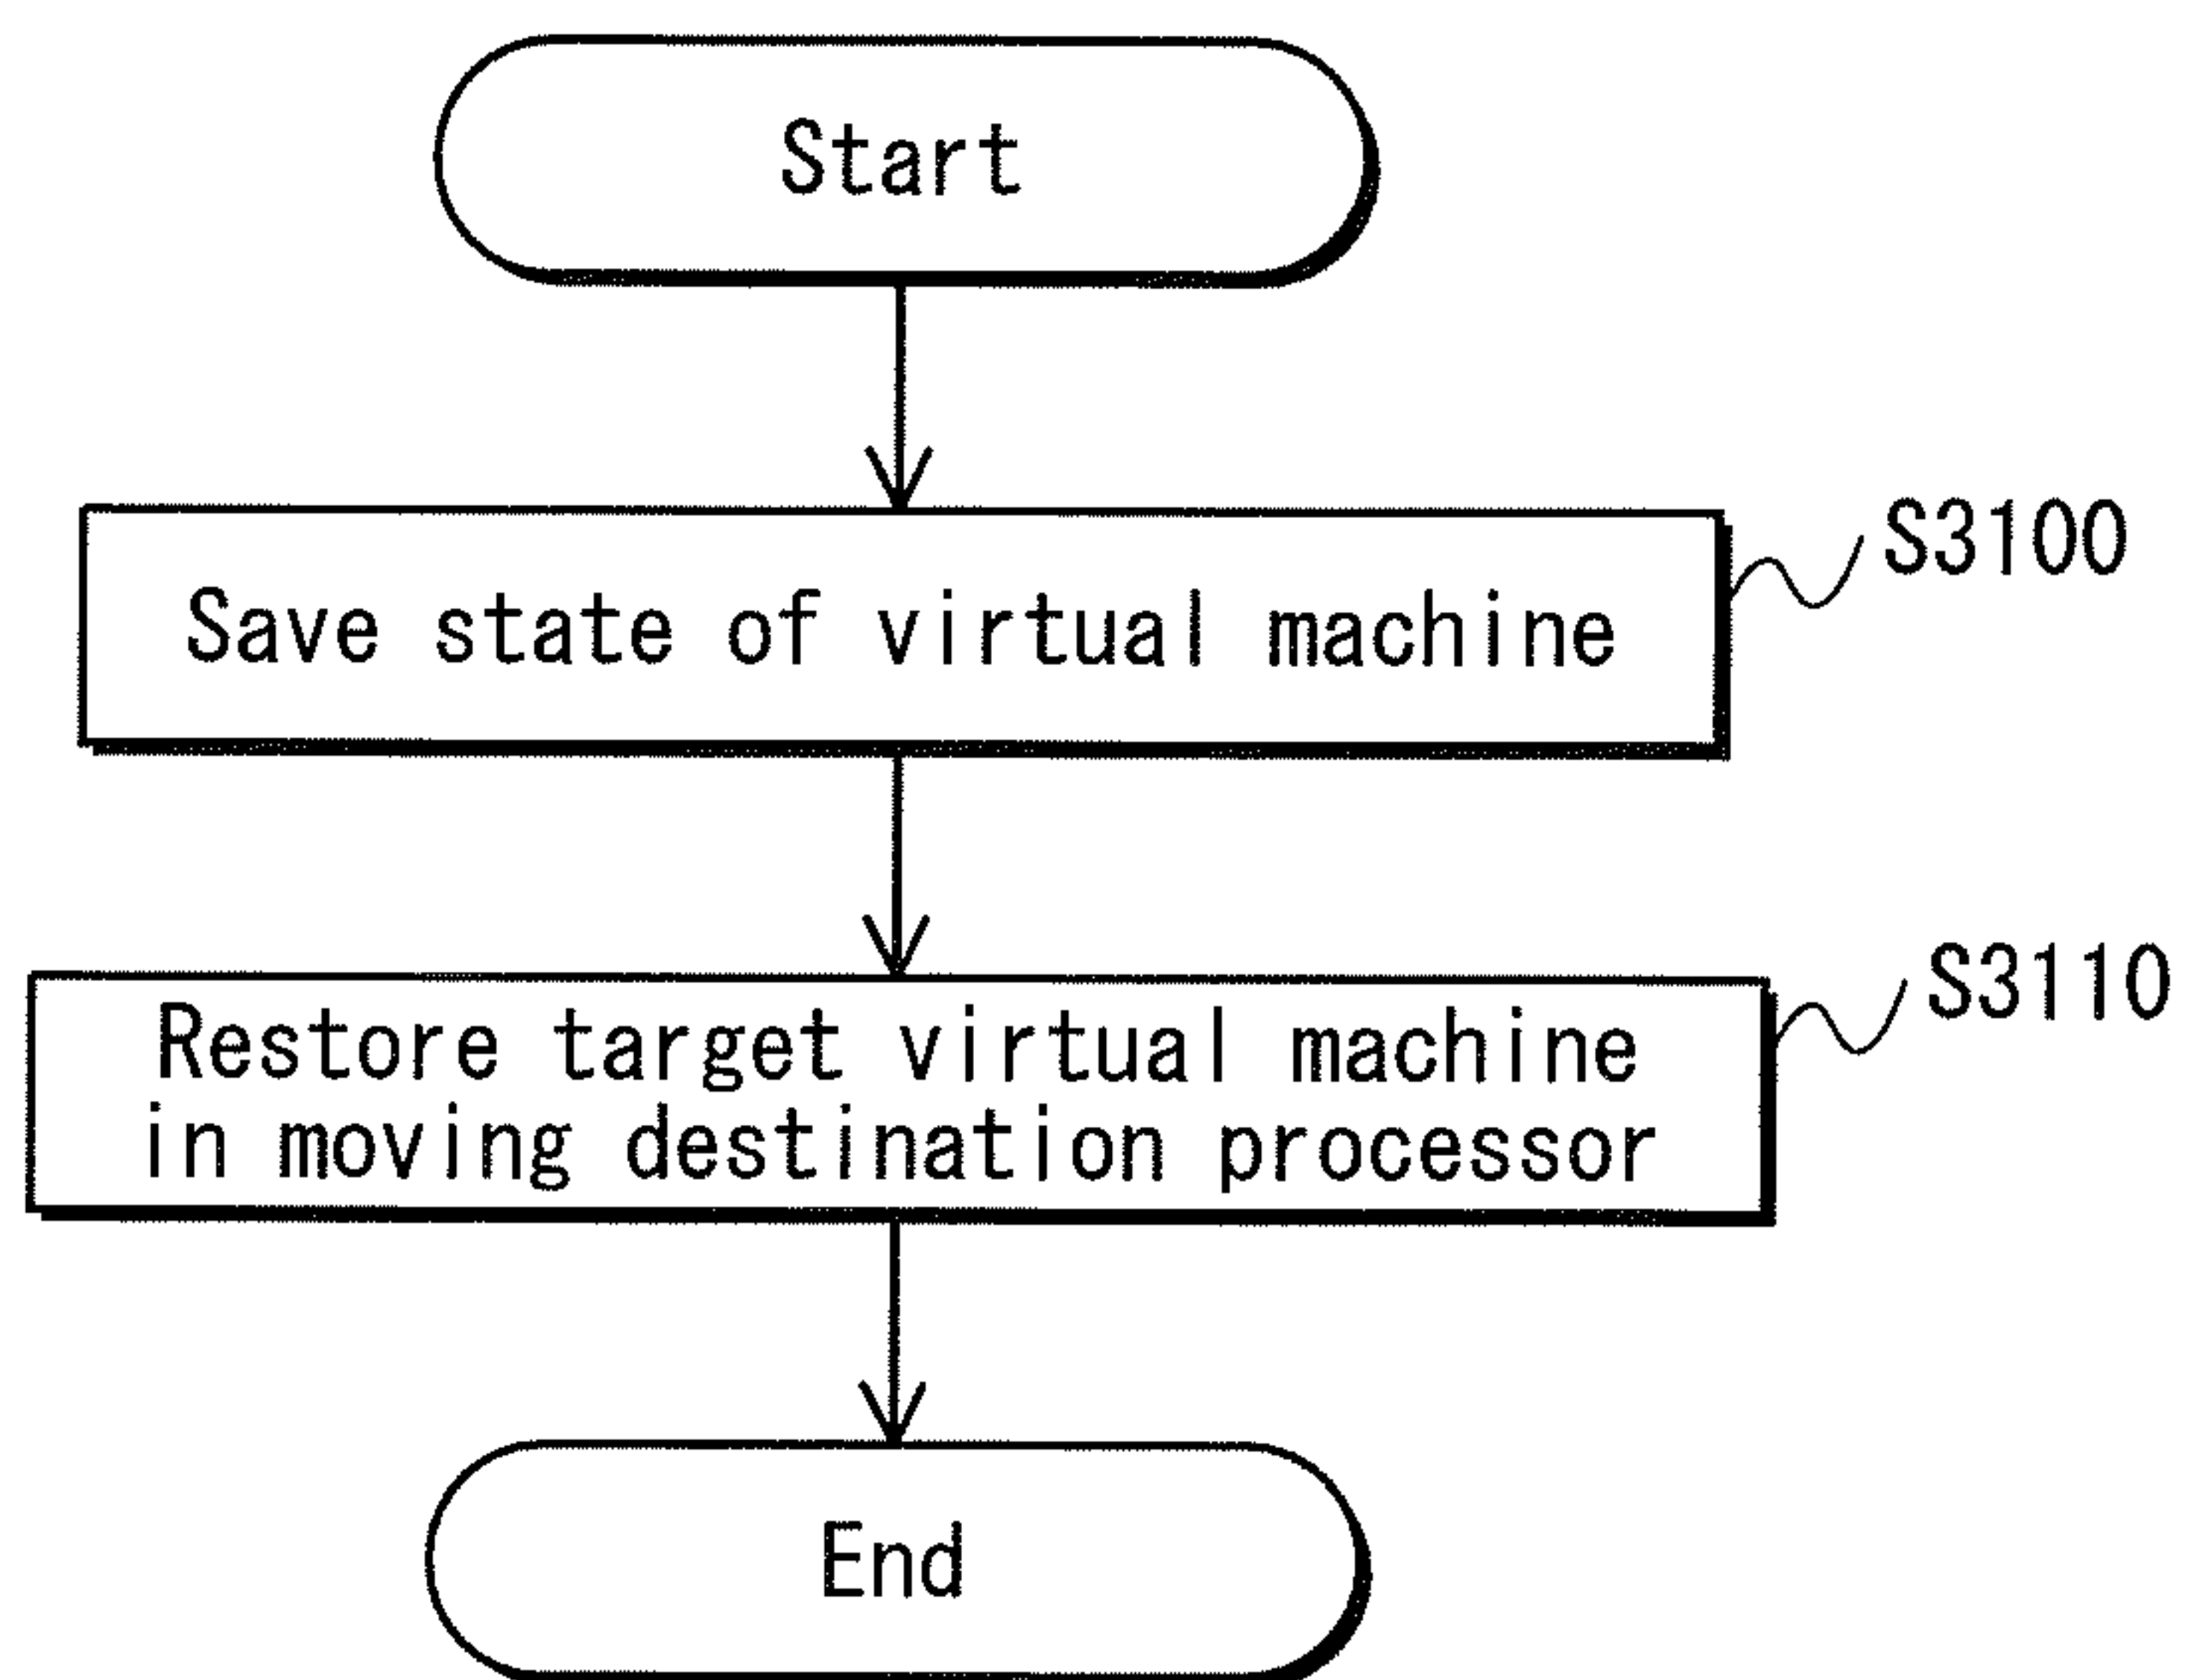 Start
S3100
Save state of virtual machine
S3110
Restore target virtual machine
in moving destination processor
End